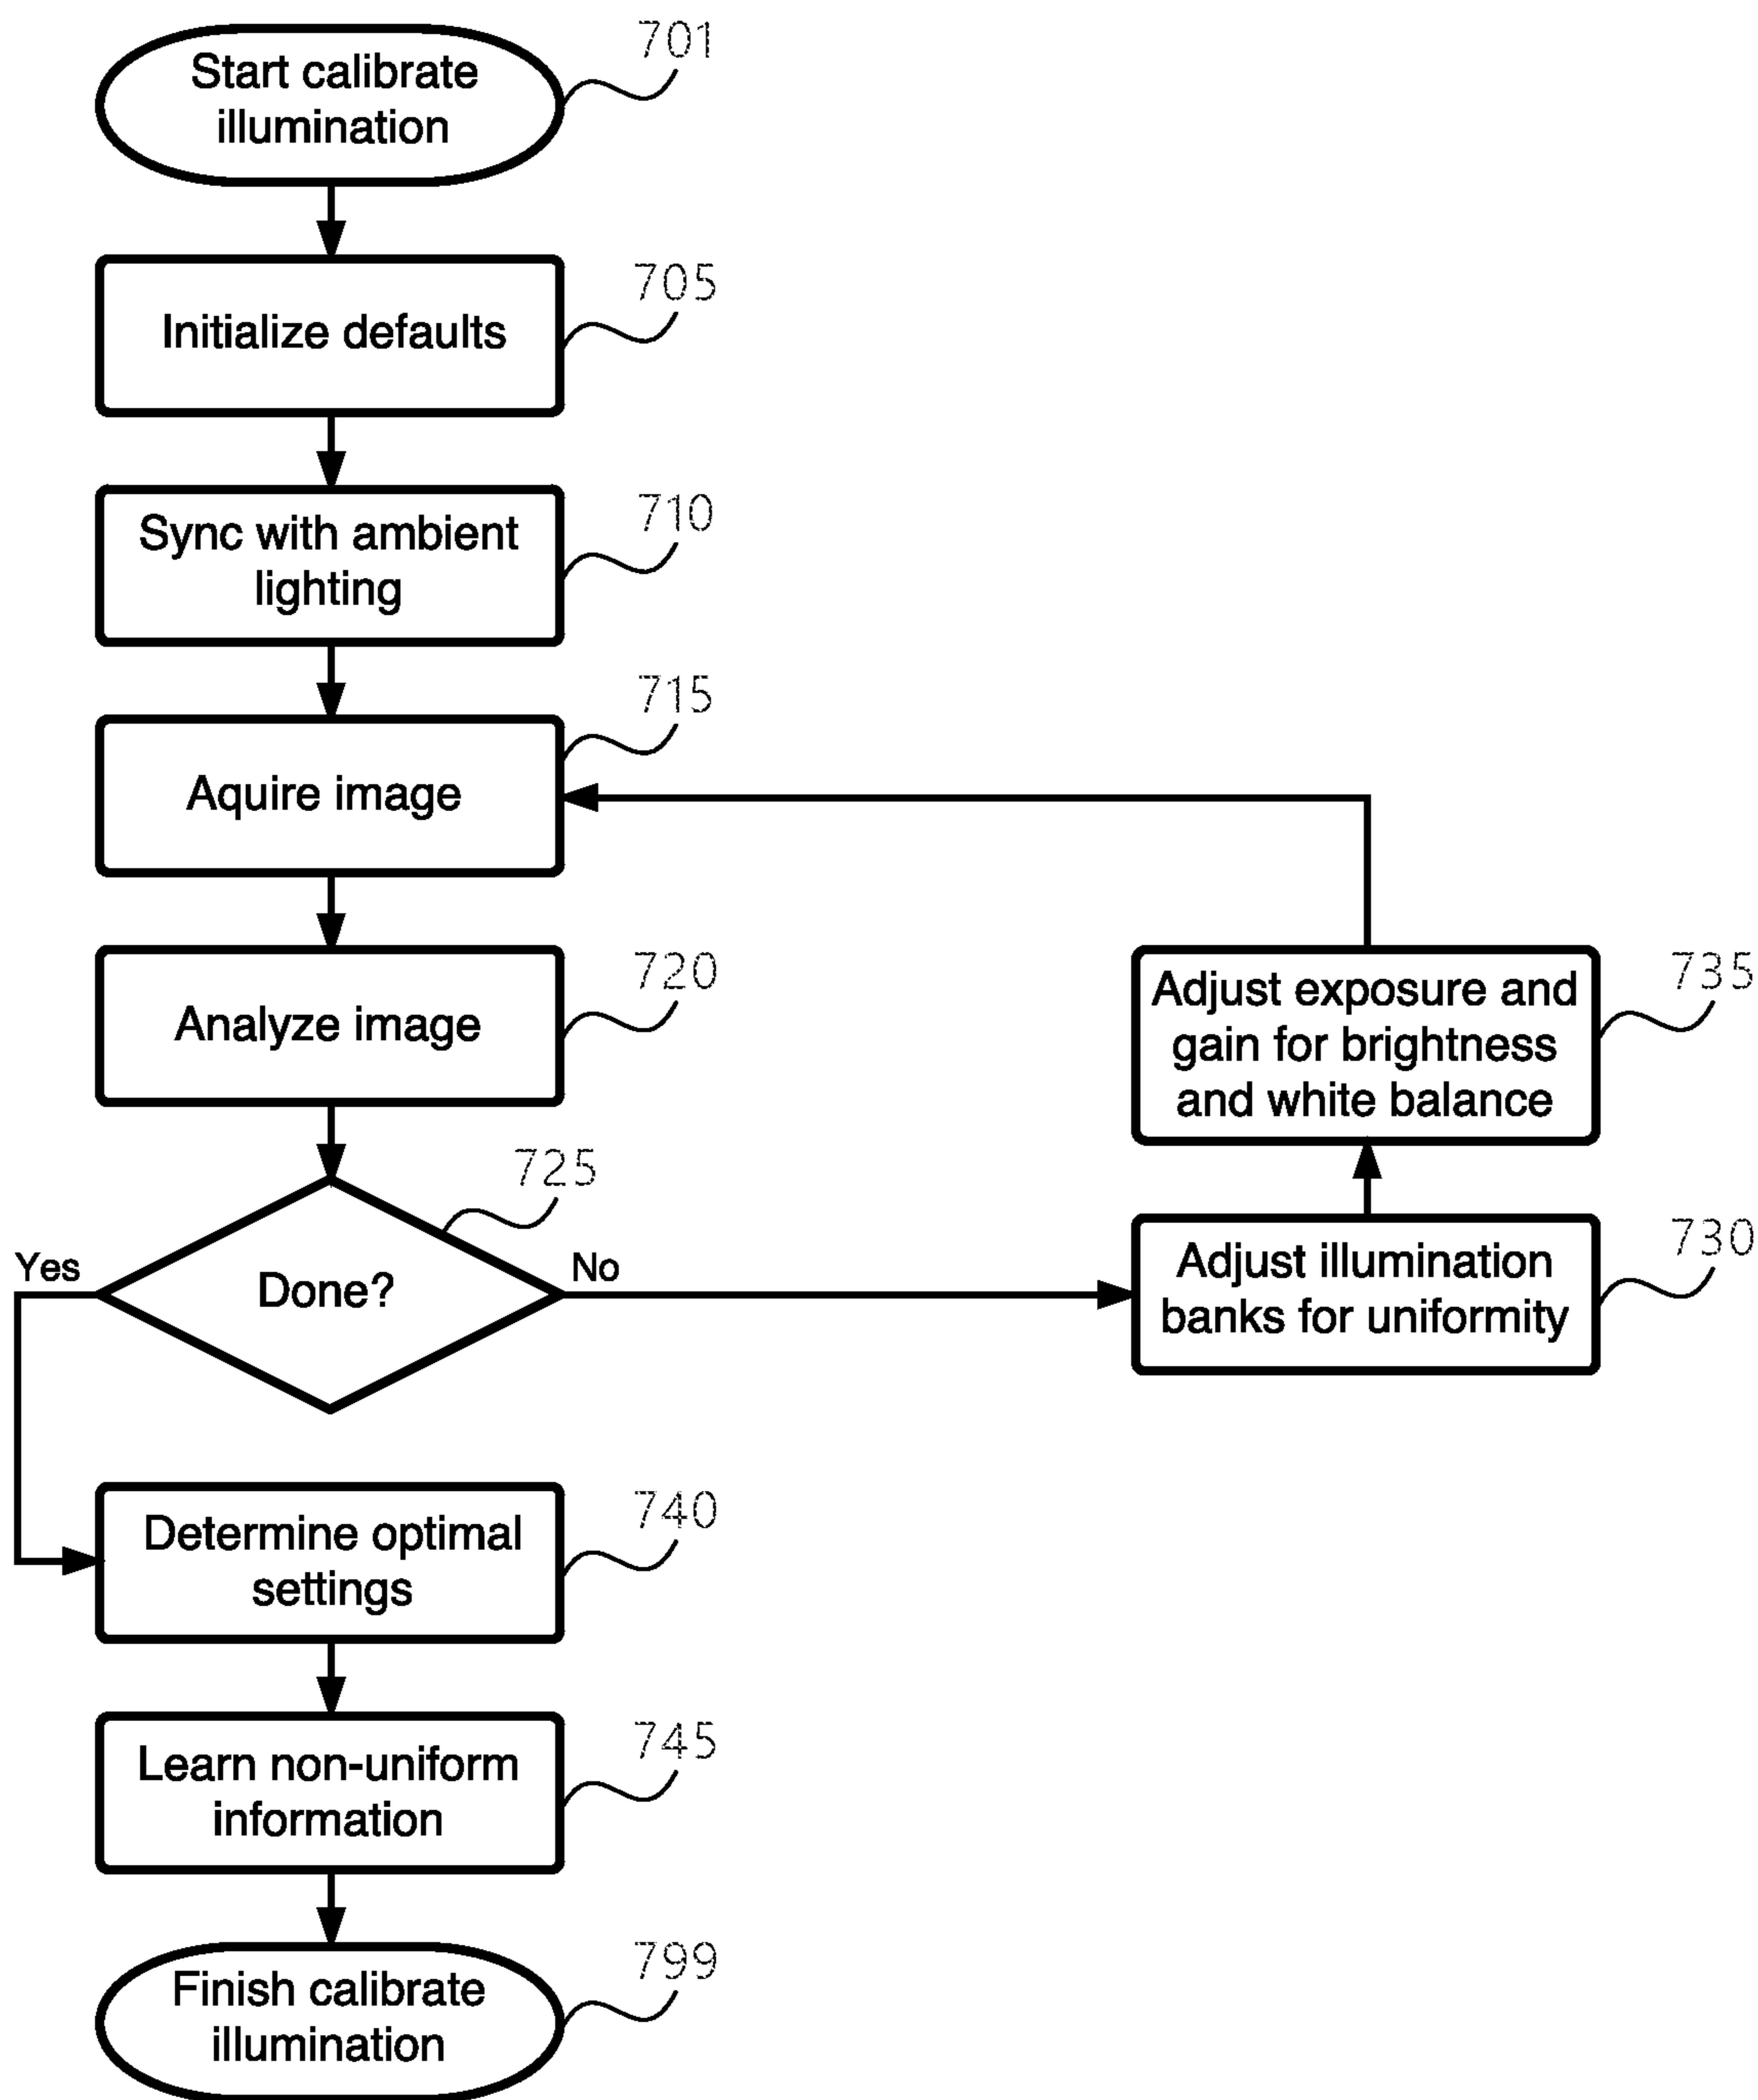 Start calibrate
illumination
701
Initialize defaults
705
Sync with ambient
lighting
710
Aquire image
715
Analyze image
720
Done?
725
Yes
No
Adjust illumination
banks for uniformity
730
Adjust exposure and
gain for brightness
and white balance
735
Determine optimal
settings
740
Learn non-uniform
information
745
Finish calibrate
illumination
799